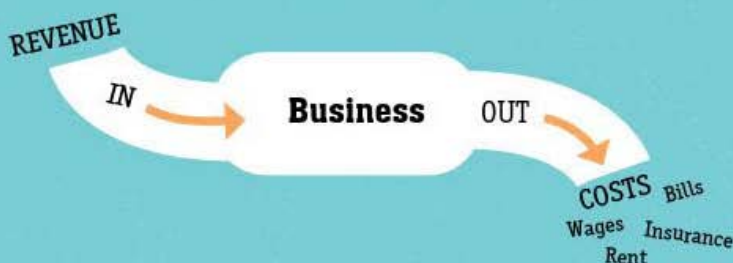 REVENUE
IN
Business
OUT
COSTS
Bills
Wages
Insurance
Rent